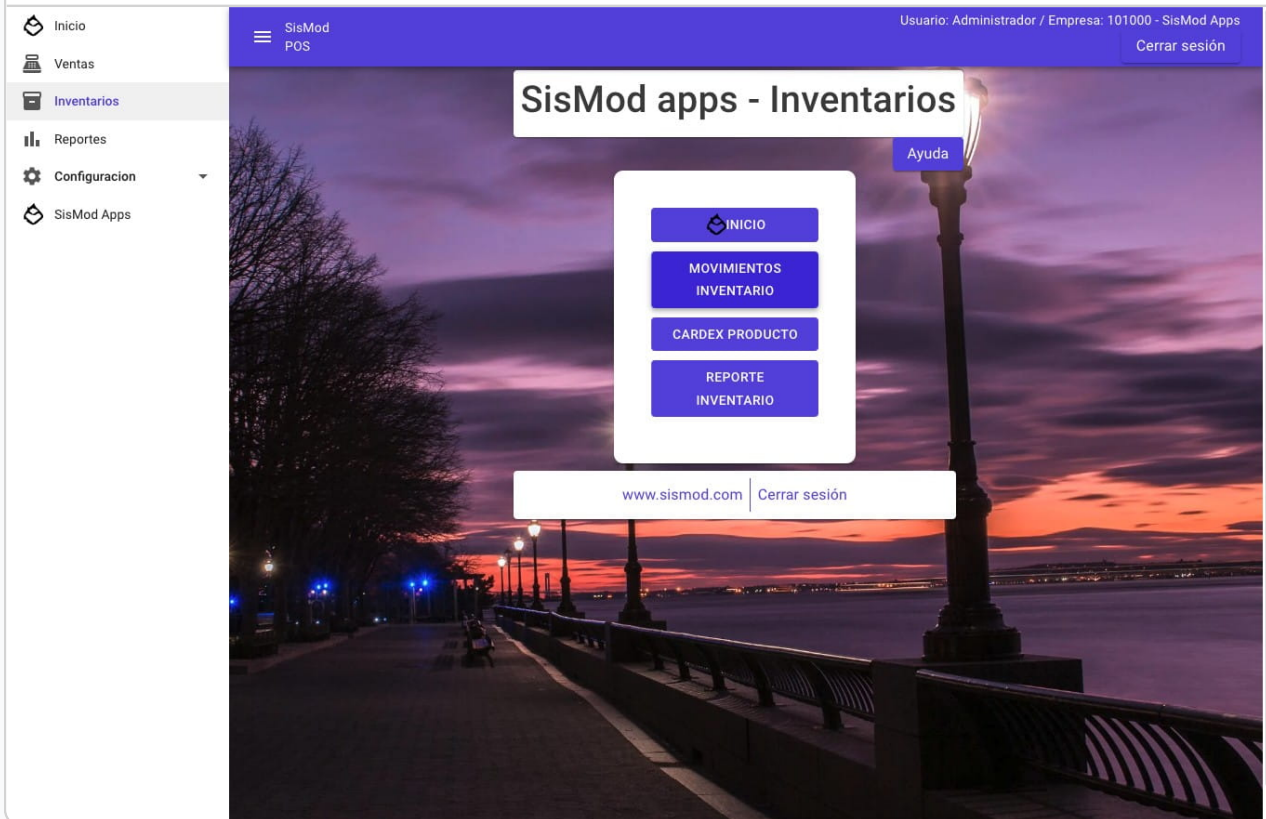 Inicio
Ventas
Inventarios
Reportes
Configuracion
SisMod Apps
SisMod
POS
Usuario: Administrador / Empresa: 101000 - SisMod Apps
Cerrar sesión
SisMod apps - Inventarios
Ayuda
INICIO
MOVIMIENTOS
INVENTARIO
CARDEX PRODUCTO
REPORTE
INVENTARIO
www.sismod.com Cerrar sesión